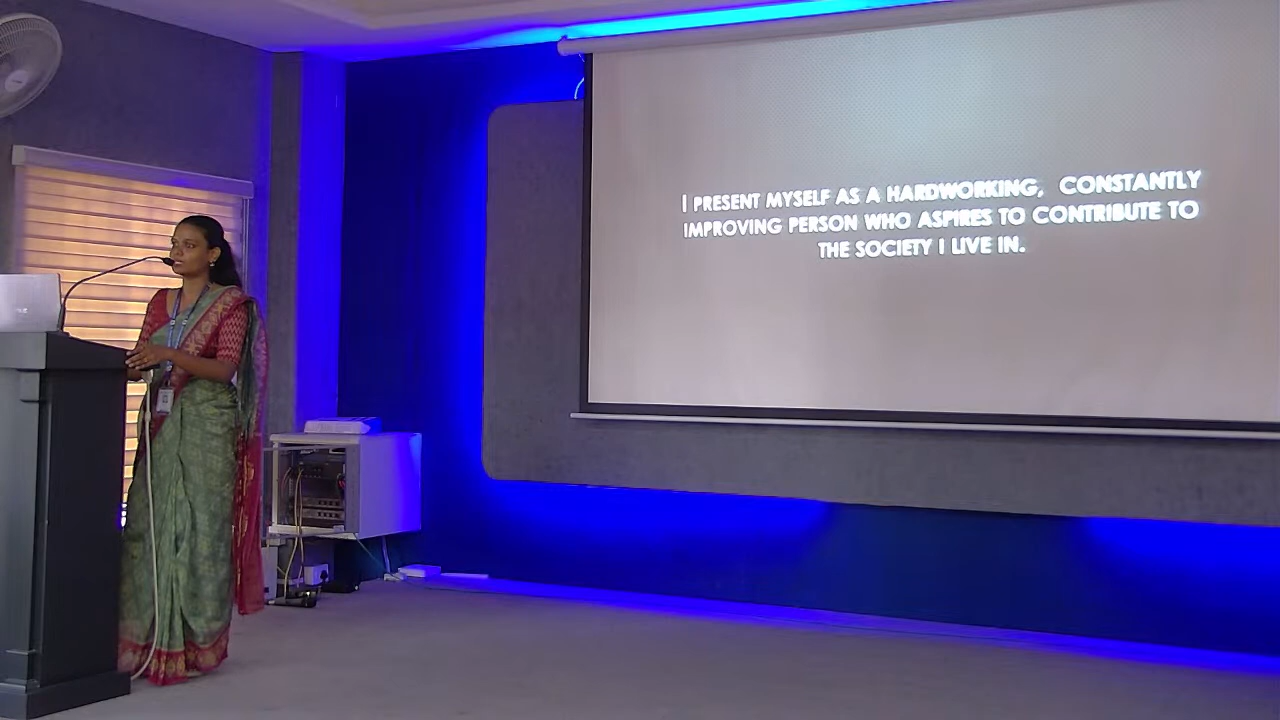 I PRESENT MYSELF AS A HARDWORKING, CONSTANTLY
IMPROVING PERSON WHO ASPIRES TO CONTRIBUTE TO
THE SOCIETY I LIVE IN.